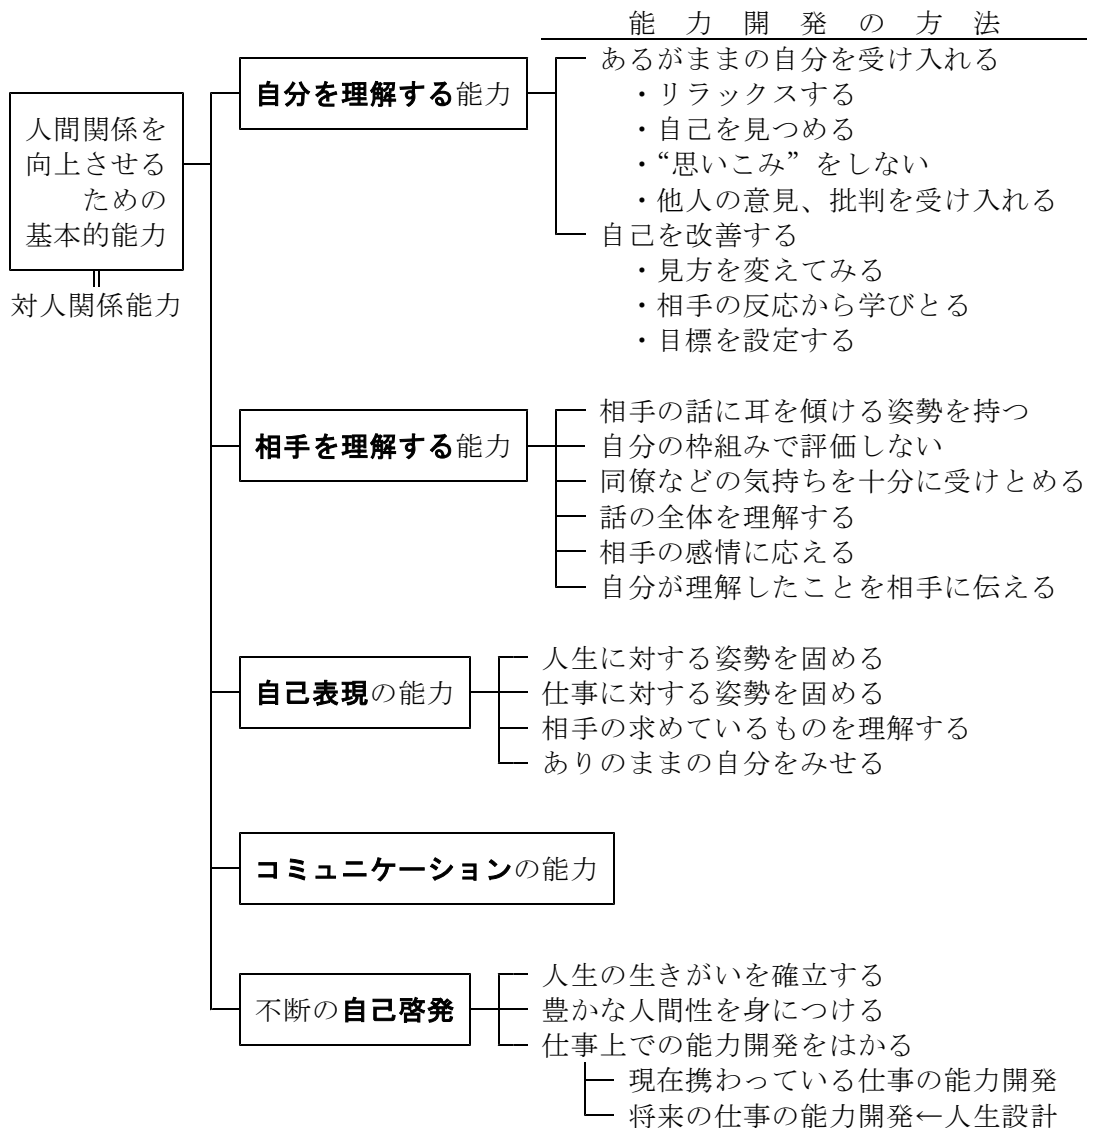 能力開発の方法
人間関係を
向上させる
ための
基本的能力
対人関係能力
自分を理解する能力
あるがままの自分を受け入れる
・リラックスする
・自己を見つめる
・“思いこみ”をしない
・他人の意見、批判を受け入れる
自己を改善する
・見方を変えてみる
・相手の反応から学びとる
・目標を設定する
相手を理解する能力
相手の話に耳を傾ける姿勢を持つ
自分の枠組みで評価しない
同僚などの気持ちを十分に受けとめる
話の全体を理解する
相手の感情に応える
自分が理解したことを相手に伝える
自己表現の能力
人生に対する姿勢を固める
仕事に対する姿勢を固める
相手の求めているものを理解する
ありのままの自分をみせる
コミュニケーションの能力
不断の自己啓発
人生の生きがいを確立する
豊かな人間性を身につける
仕事上での能力開発をはかる
現在携わっている仕事の能力開発
将来の仕事の能力開発←人生設計